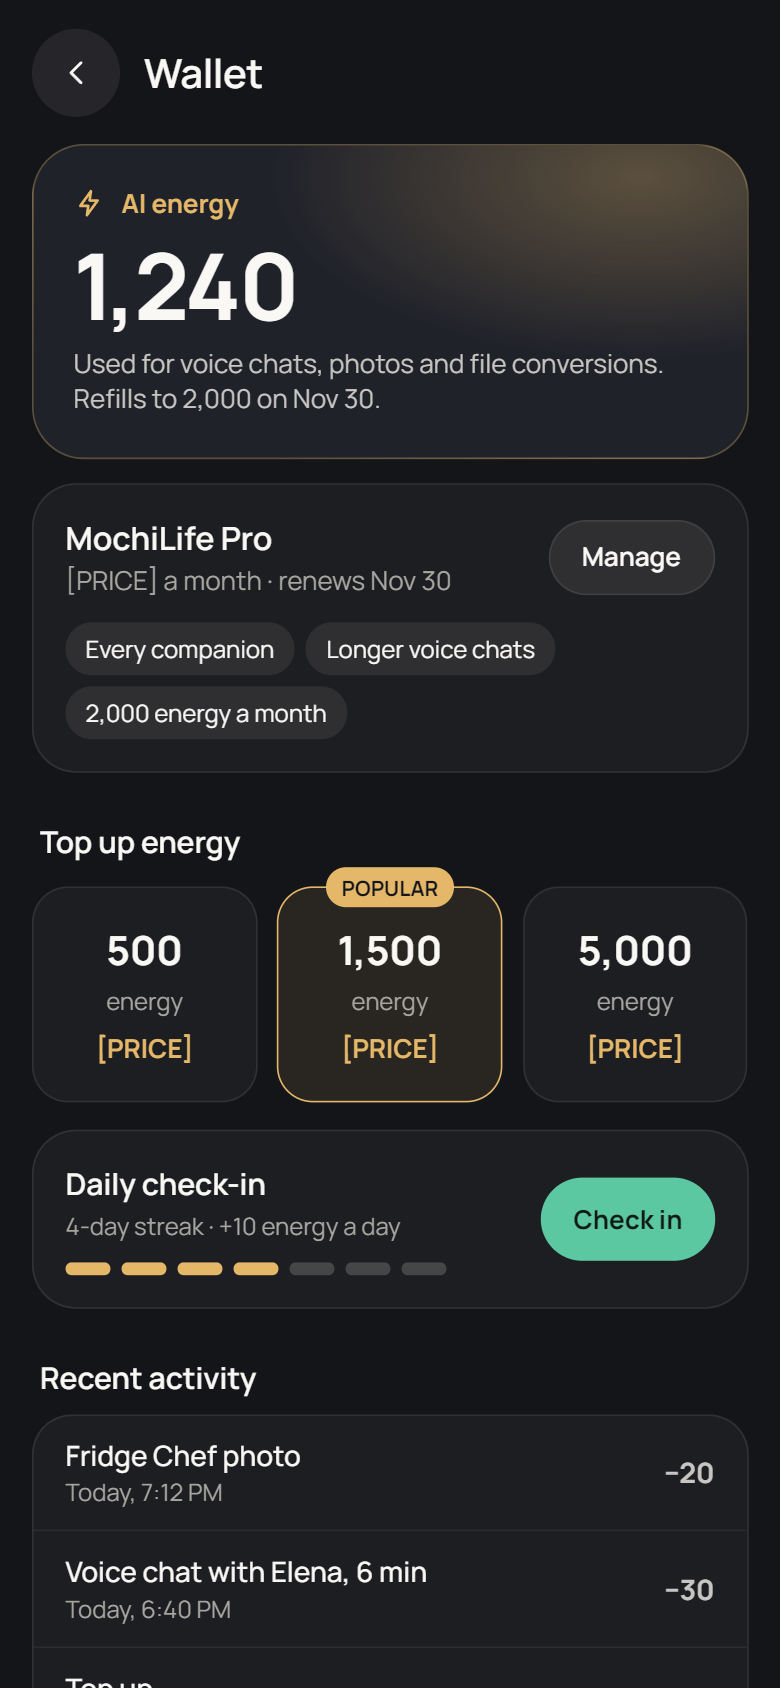 Wallet
AI energy
1,240
Used for voice chats, photos and file conversions.
Refills to 2,000 on Nov 30.
MochiLife Pro
[PRICE] a month · renews Nov 30
Manage
Every companion
Longer voice chats
2,000 energy a month
Top up energy
500
energy
[PRICE]
POPULAR
1,500
energy
[PRICE]
5,000
energy
[PRICE]
Daily check-in
4-day streak · +10 energy a day
Check in
Recent activity
Fridge Chef photo
Today, 7:12 PM
−20
Voice chat with Elena, 6 min
Today, 6:40 PM
−30
Top up